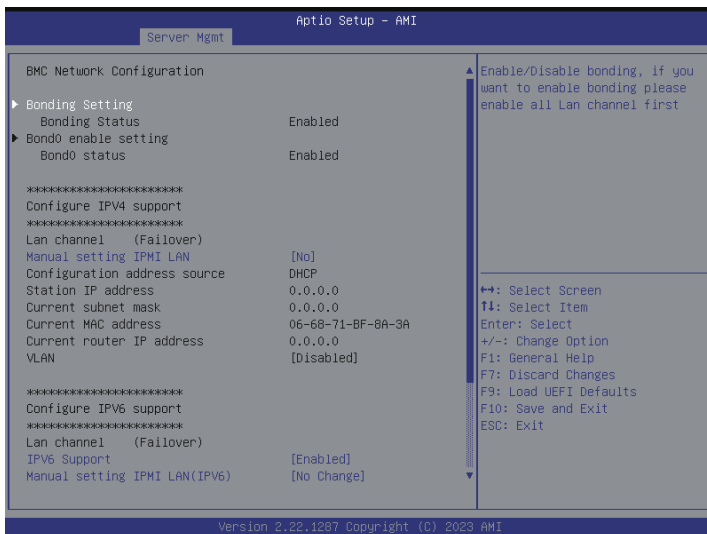 Aptio Setup - AMI
Server Mgmt
BMC Network Configuration
Bonding Setting
Bonding Status Enabled
Bond0 enable setting
Bond0 status Enabled
***********************
Configure IPV4 support
***********************
Lan channel (Failover)
Manual setting IPMI LAN [No]
Configuration address source DHCP
Station IP address 0.0.0.0
Current subnet mask 0.0.0.0
Current MAC address 06-68-71-BF-8A-3A
Current router IP address 0.0.0.0
VLAN [Disabled]
***********************
Configure IPV6 support
***********************
Lan channel (Failover)
IPV6 Support [Enabled]
Manual setting IPMI LAN(IPV6) [No Change]
Enable/Disable bonding, if you
want to enable bonding please
enable all Lan channel first
↔: Select Screen
↑↓: Select Item
Enter: Select
+/-: Change Option
F1: General Help
F7: Discard Changes
F9: Load UEFI Defaults
F10: Save and Exit
ESC: Exit
Version 2.22.1287 Copyright (C) 2023 AMI